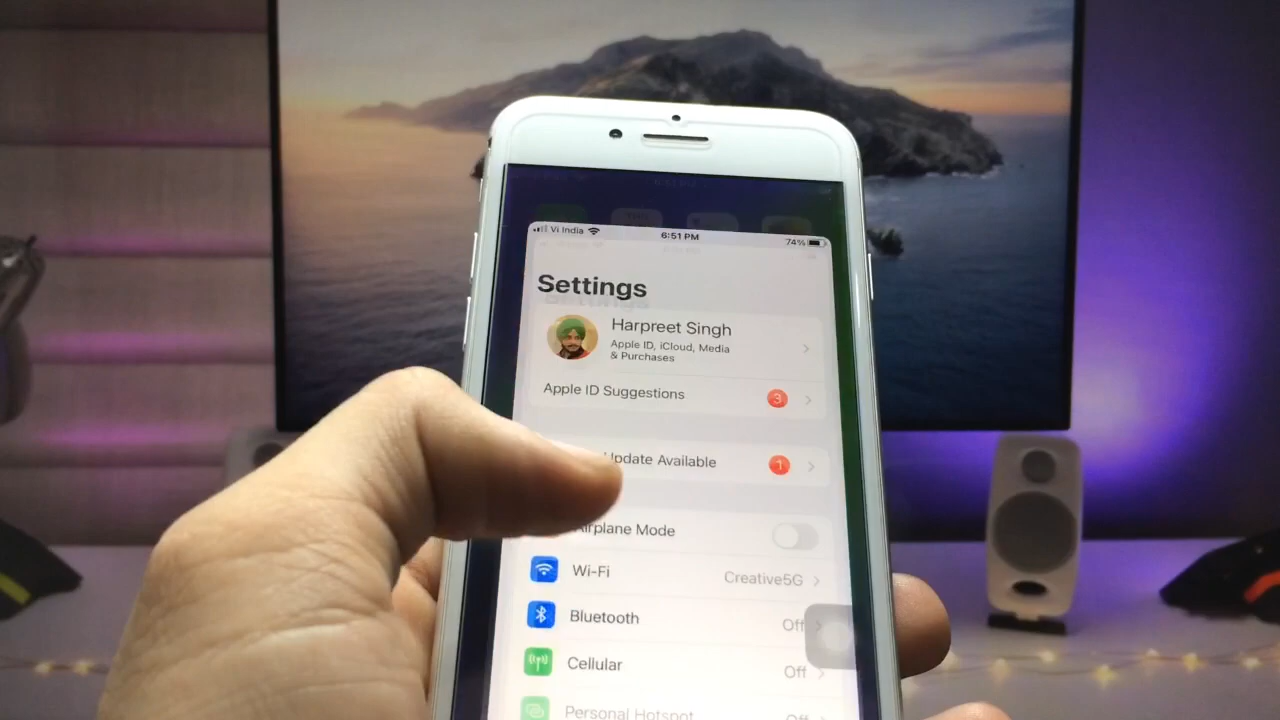 Vi India
6:51 PM
74%
Settings
Harpreet Singh
Apple ID, iCloud, Media
& Purchases
Apple ID Suggestions
3
Update Available
1
Airplane Mode
Wi-Fi
Creative5G
Bluetooth
Off
Cellular
Off
Personal Hotspot
Off